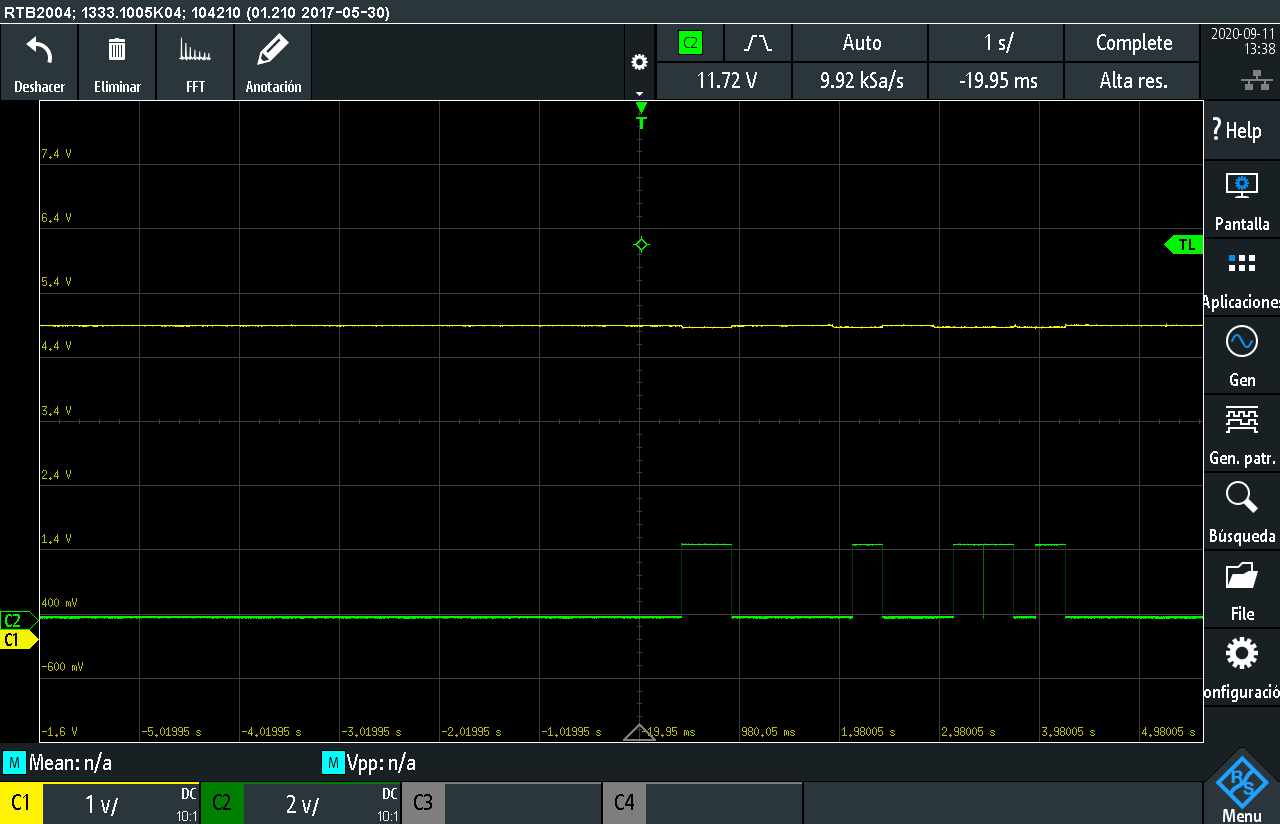 RTB2004; 1333.1005K04; 104210 (01.210 2017-05-30)
Deshacer
Eliminar
FFT
Anotación
C2
Auto
1 s/
Complete
11.72 V
9.92 kSa/s
-19.95 ms
Alta res.
2020-09-11
13:38
Help
Pantalla
Aplicaciones
Gen
Gen. patr.
Búsqueda
File
onfiguració
Menu
T
TL
7.4 V
6.4 V
5.4 V
4.4 V
3.4 V
2.4 V
1.4 V
400 mV
-600 mV
-1.6 V
C2
C1
-5.01995 s
-4.01995 s
-3.01995 s
-2.01995 s
-1.01995 s
-19.95 ms
980.05 ms
1.98005 s
2.98005 s
3.98005 s
4.98005 s
M Mean: n/a
M Vpp: n/a
C1
1 v/
DC
10:1
C2
2 v/
DC
10:1
C3
C4
R&S